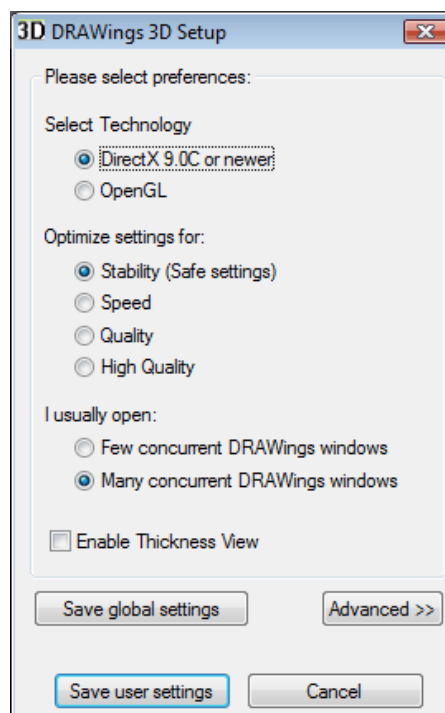 3D DRAWings 3D Setup
Please select preferences:
Select Technology
DirectX 9.0C or newer
OpenGL
Optimize settings for:
Stability (Safe settings)
Speed
Quality
High Quality
I usually open:
Few concurrent DRAWings windows
Many concurrent DRAWings windows
Enable Thickness View
Save global settings
Advanced >>
Save user settings
Cancel